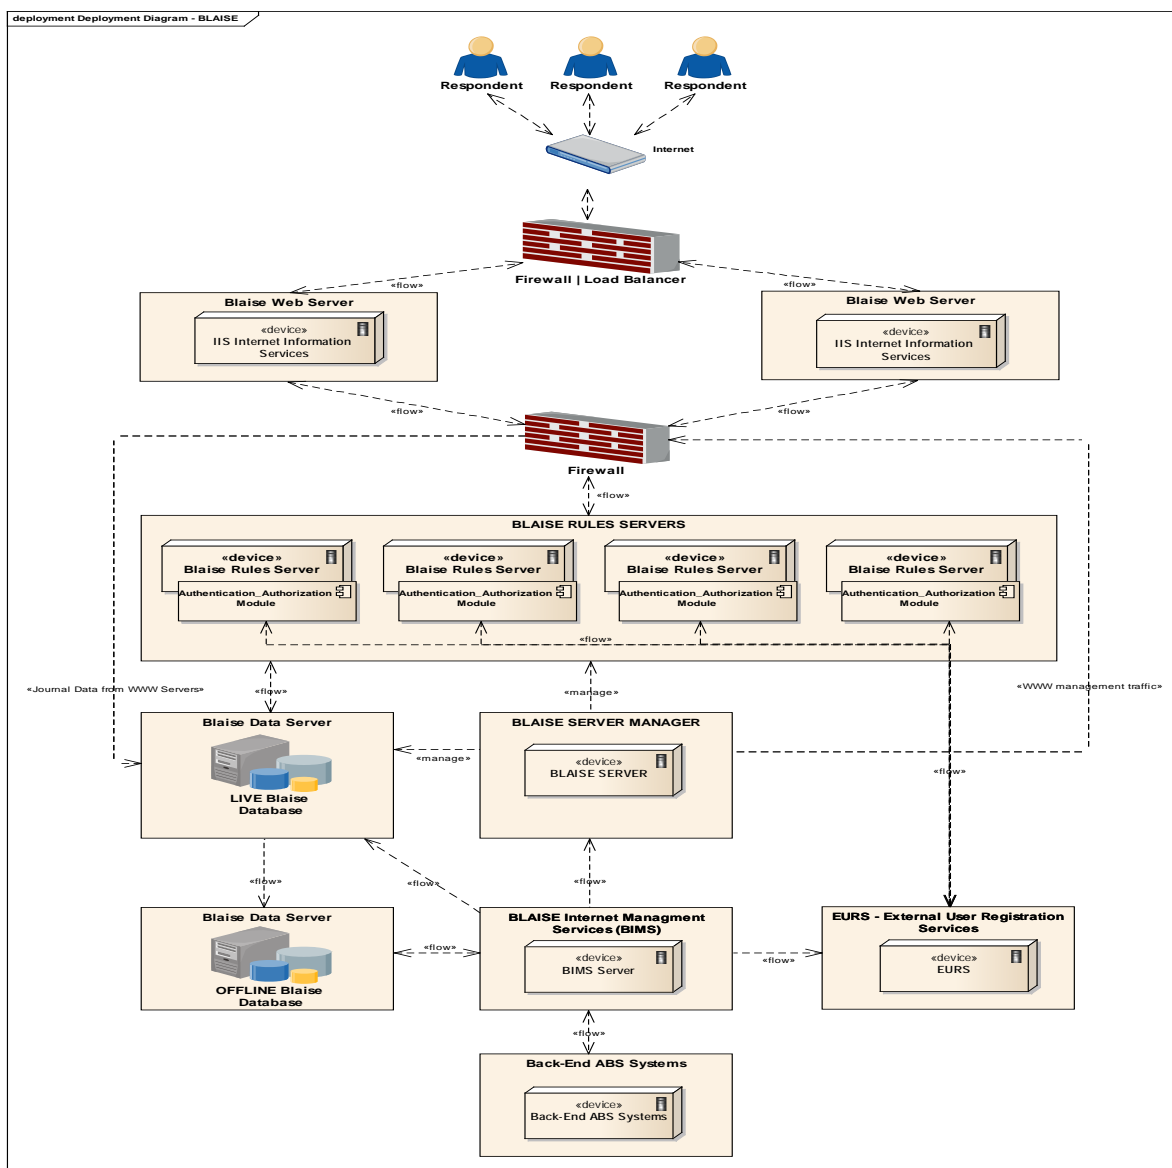 deployment Deployment Diagram - BLAISE
Respondent
Respondent
Respondent
Internet
Firewall | Load Balancer
«flow»
«flow»
Blaise Web Server
«device»
IIS Internet Information
Services
Blaise Web Server
«device»
IIS Internet Information
Services
«flow»
«flow»
Firewall
«flow»
BLAISE RULES SERVERS
«device»
Blaise Rules Server
Authentication_Authorization
Module
«device»
Blaise Rules Server
Authentication_Authorization
Module
«device»
Blaise Rules Server
Authentication_Authorization
Module
«device»
Blaise Rules Server
Authentication_Authorization
Module
«flow»
«Journal Data from WWW Servers»
«flow»
«manage»
«WWW management traffic»
Blaise Data Server
LIVE Blaise
Database
«manage»
BLAISE SERVER MANAGER
«device»
BLAISE SERVER
«flow»
«flow»
«flow»
«flow»
Blaise Data Server
OFFLINE Blaise
Database
«flow»
BLAISE Internet Managment
Services (BIMS)
«device»
BIMS Server
«flow»
EURS - External User Registration
Services
«device»
EURS
«flow»
Back-End ABS Systems
«device»
Back-End ABS Systems